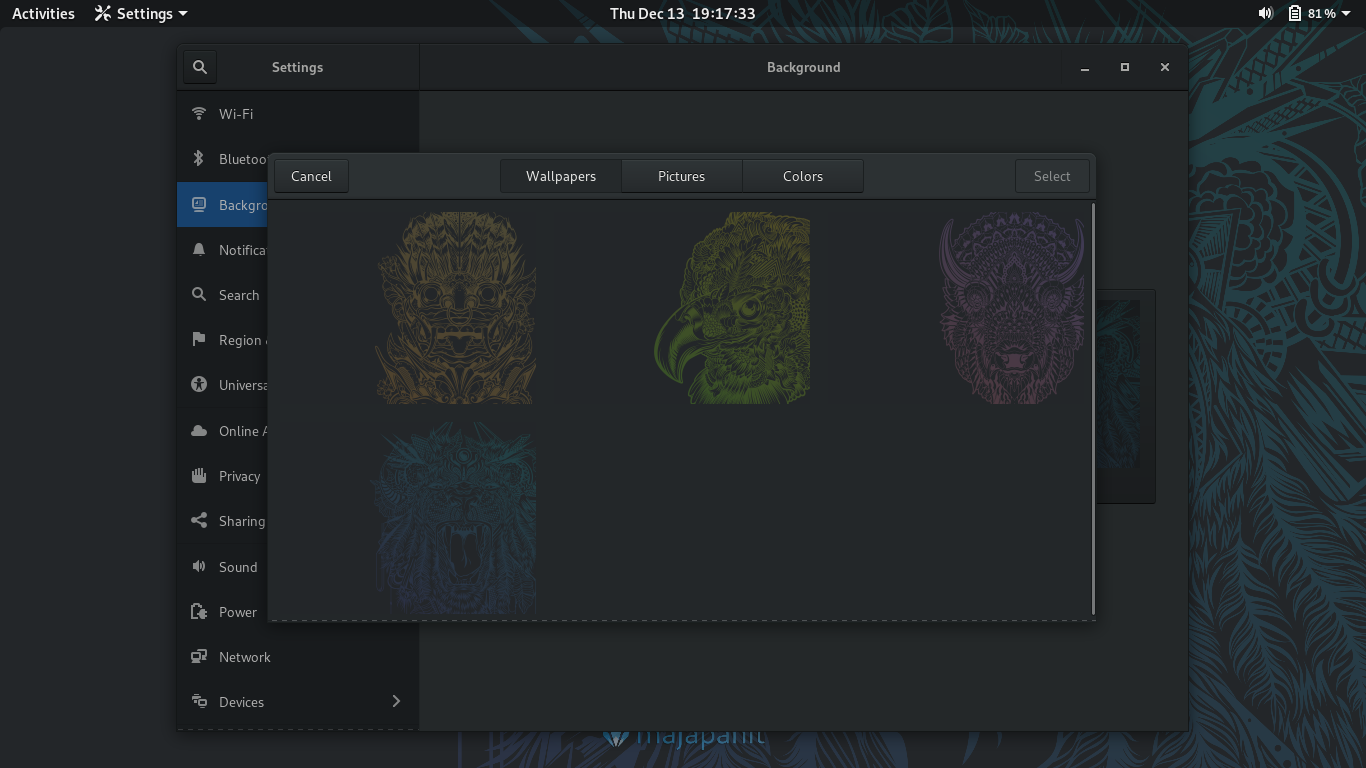 Activities
Settings
Thu Dec 13 19:17:33
81 %
Settings
Background
Wi-Fi
Bluetoo
Backgro
Notifica
Search
Region
Universa
Online A
Privacy
Sharing
Sound
Power
Network
Devices
Cancel
Wallpapers
Pictures
Colors
Select
majapahit